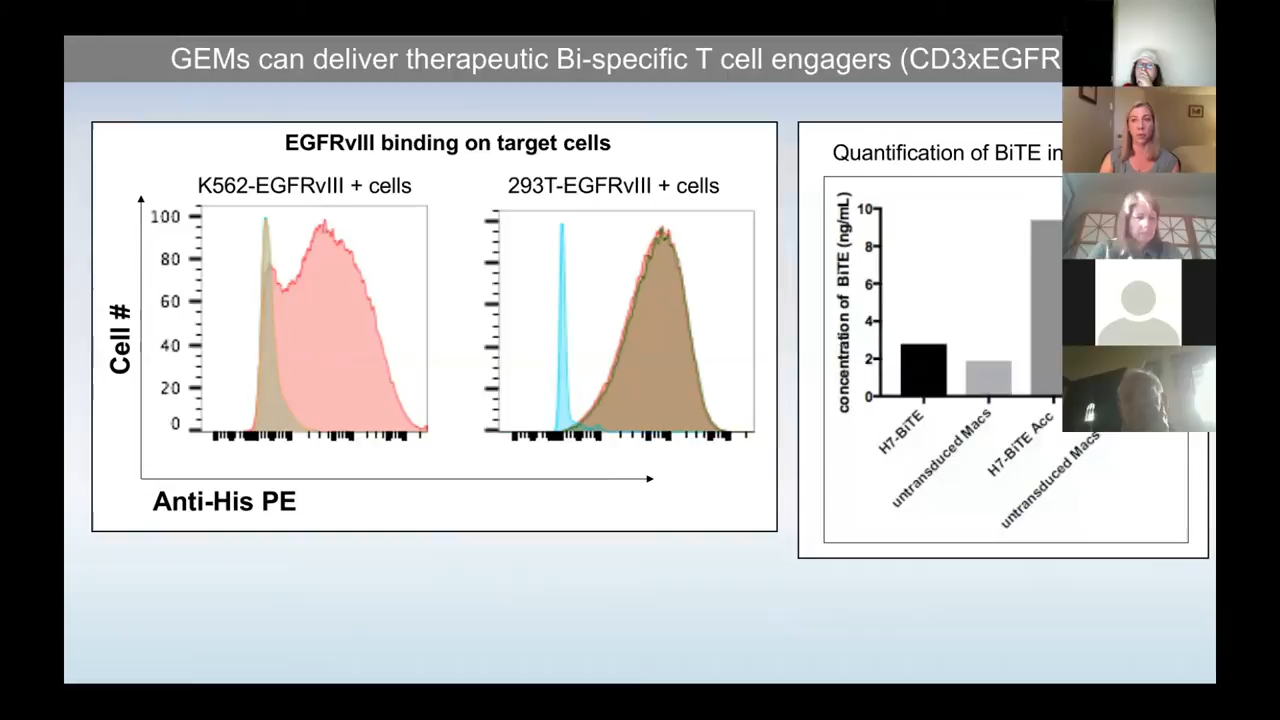 GEMs can deliver therapeutic Bi-specific T cell engagers (CD3xEGFR
EGFRvIII binding on target cells
K562-EGFRvIII + cells
293T-EGFRvIII + cells
100
80
60
40
20
0
Cell #
Anti-His PE
Quantification of BiTE in
concentration of BiTE (ng/mL)
10
8
6
4
2
0
H7-BiTE
untransduced Macs
H7-BiTE Acc
untransduced Macs